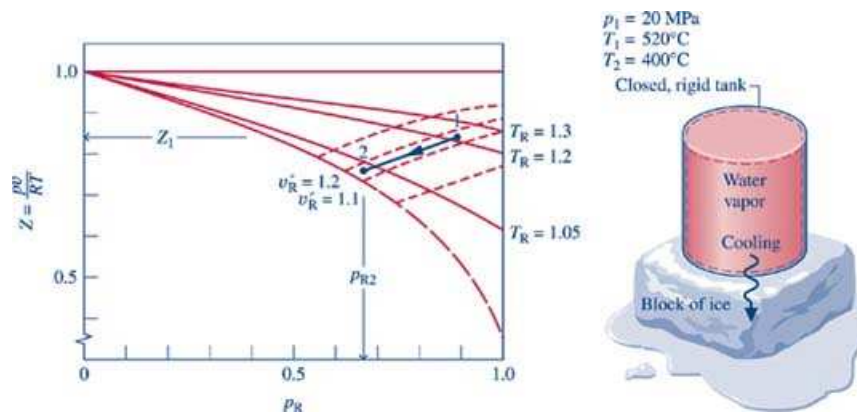 1.0
0.5
Z = pv/RT
Z₁
1
2
v′R = 1.2
v′R = 1.1
pR2
TR = 1.3
TR = 1.2
TR = 1.05
0
0.5
1.0
pR
p₁ = 20 MPa
T₁ = 520°C
T₂ = 400°C
Closed, rigid tank
Water
vapor
Cooling
Block of ice